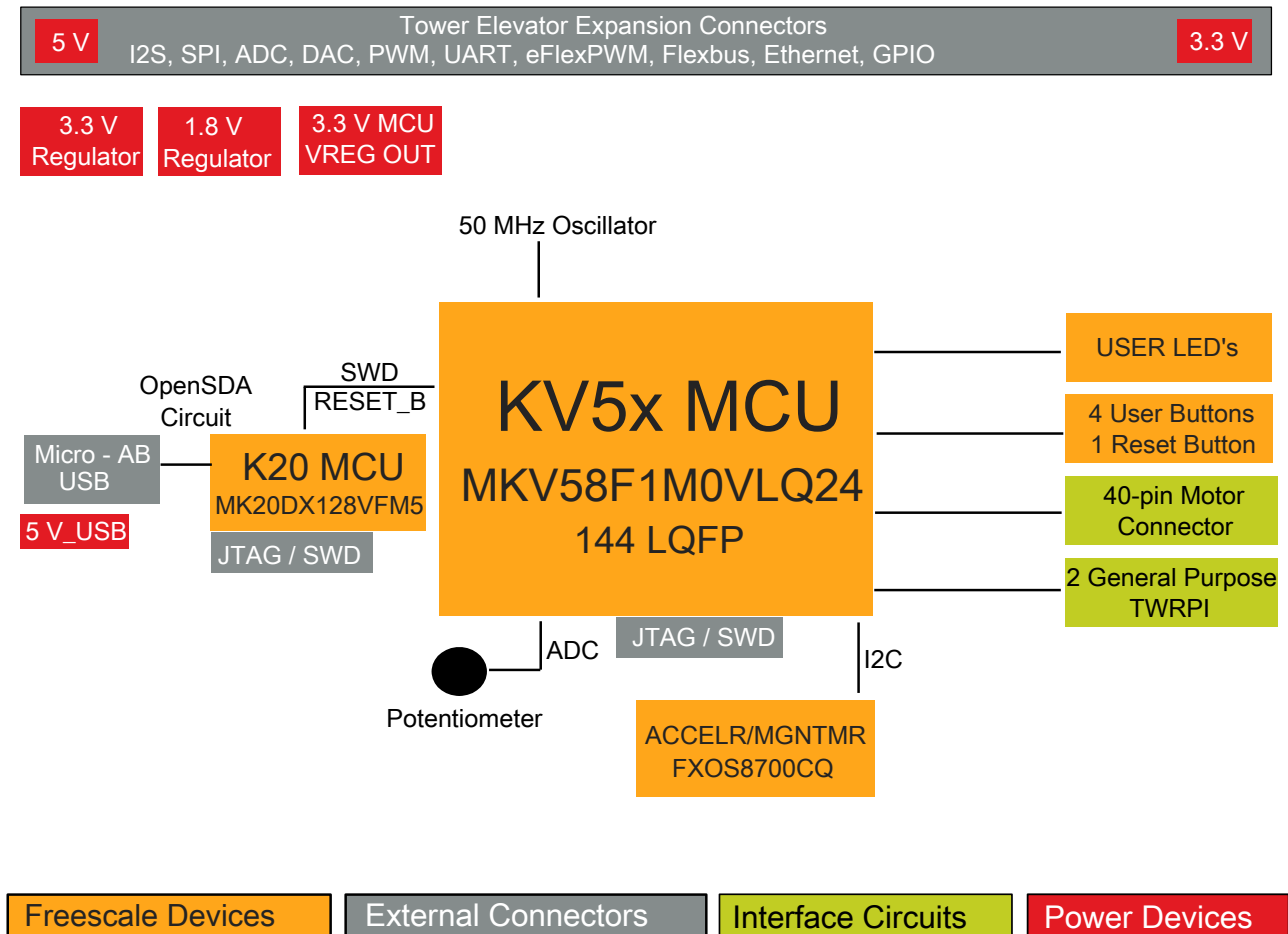 Tower Elevator Expansion Connectors
5 V
I2S, SPI, ADC, DAC, PWM, UART, eFlexPWM, Flexbus, Ethernet, GPIO
3.3 V
3.3 V
Regulator
1.8 V
Regulator
3.3 V MCU
VREG OUT
50 MHz Oscillator
SWD
RESET_B
OpenSDA
Circuit
Micro - AB
USB
5 V_USB
K20 MCU
MK20DX128VFM5
JTAG / SWD
KV5x MCU
MKV58F1M0VLQ24
144 LQFP
USER LED's
4 User Buttons
1 Reset Button
40-pin Motor
Connector
2 General Purpose
TWRPI
ADC
JTAG / SWD
I2C
Potentiometer
ACCELR/MGNTMR
FXOS8700CQ
Freescale Devices
External Connectors
Interface Circuits
Power Devices